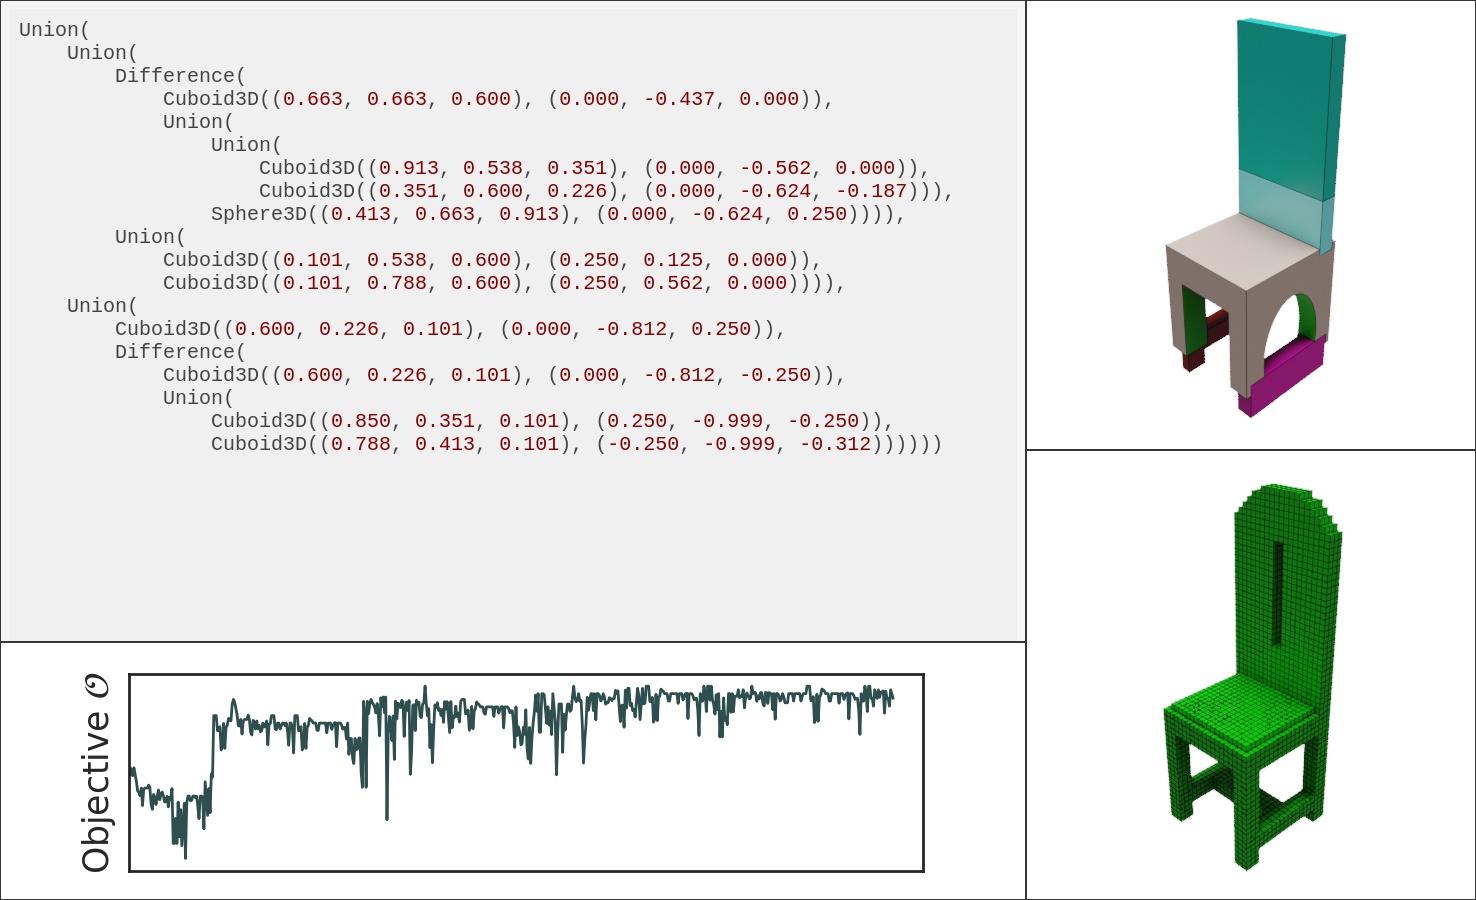 Union(
    Union(
        Difference(
            Cuboid3D((0.663, 0.663, 0.600), (0.000, -0.437, 0.000)),
            Union(
                Union(
                    Cuboid3D((0.913, 0.538, 0.351), (0.000, -0.562, 0.000)),
                    Cuboid3D((0.351, 0.600, 0.226), (0.000, -0.624, -0.187))),
                Sphere3D((0.413, 0.663, 0.913), (0.000, -0.624, 0.250)))),
        Union(
            Cuboid3D((0.101, 0.538, 0.600), (0.250, 0.125, 0.000)),
            Cuboid3D((0.101, 0.788, 0.600), (0.250, 0.562, 0.000)))),
    Union(
        Cuboid3D((0.600, 0.226, 0.101), (0.000, -0.812, 0.250)),
        Difference(
            Cuboid3D((0.600, 0.226, 0.101), (0.000, -0.812, -0.250)),
            Union(
                Cuboid3D((0.850, 0.351, 0.101), (0.250, -0.999, -0.250)),
                Cuboid3D((0.788, 0.413, 0.101), (-0.250, -0.999, -0.312))))))
Objective 𝒪